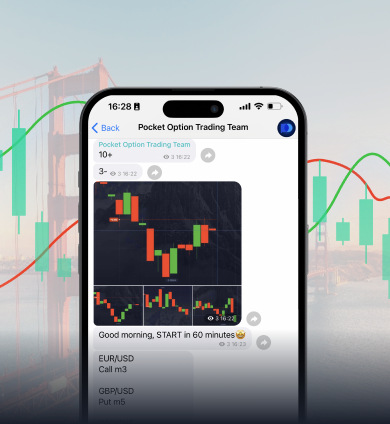 16:28
Back
Pocket Option Trading Team
Pocket Option Trading Team
10+
3 16:22
3-
3 16:22
3 16:22
Good morning, START in 60 minutes🤩
3 16:23
EUR/USD
Call m3
GBP/USD
Put m5